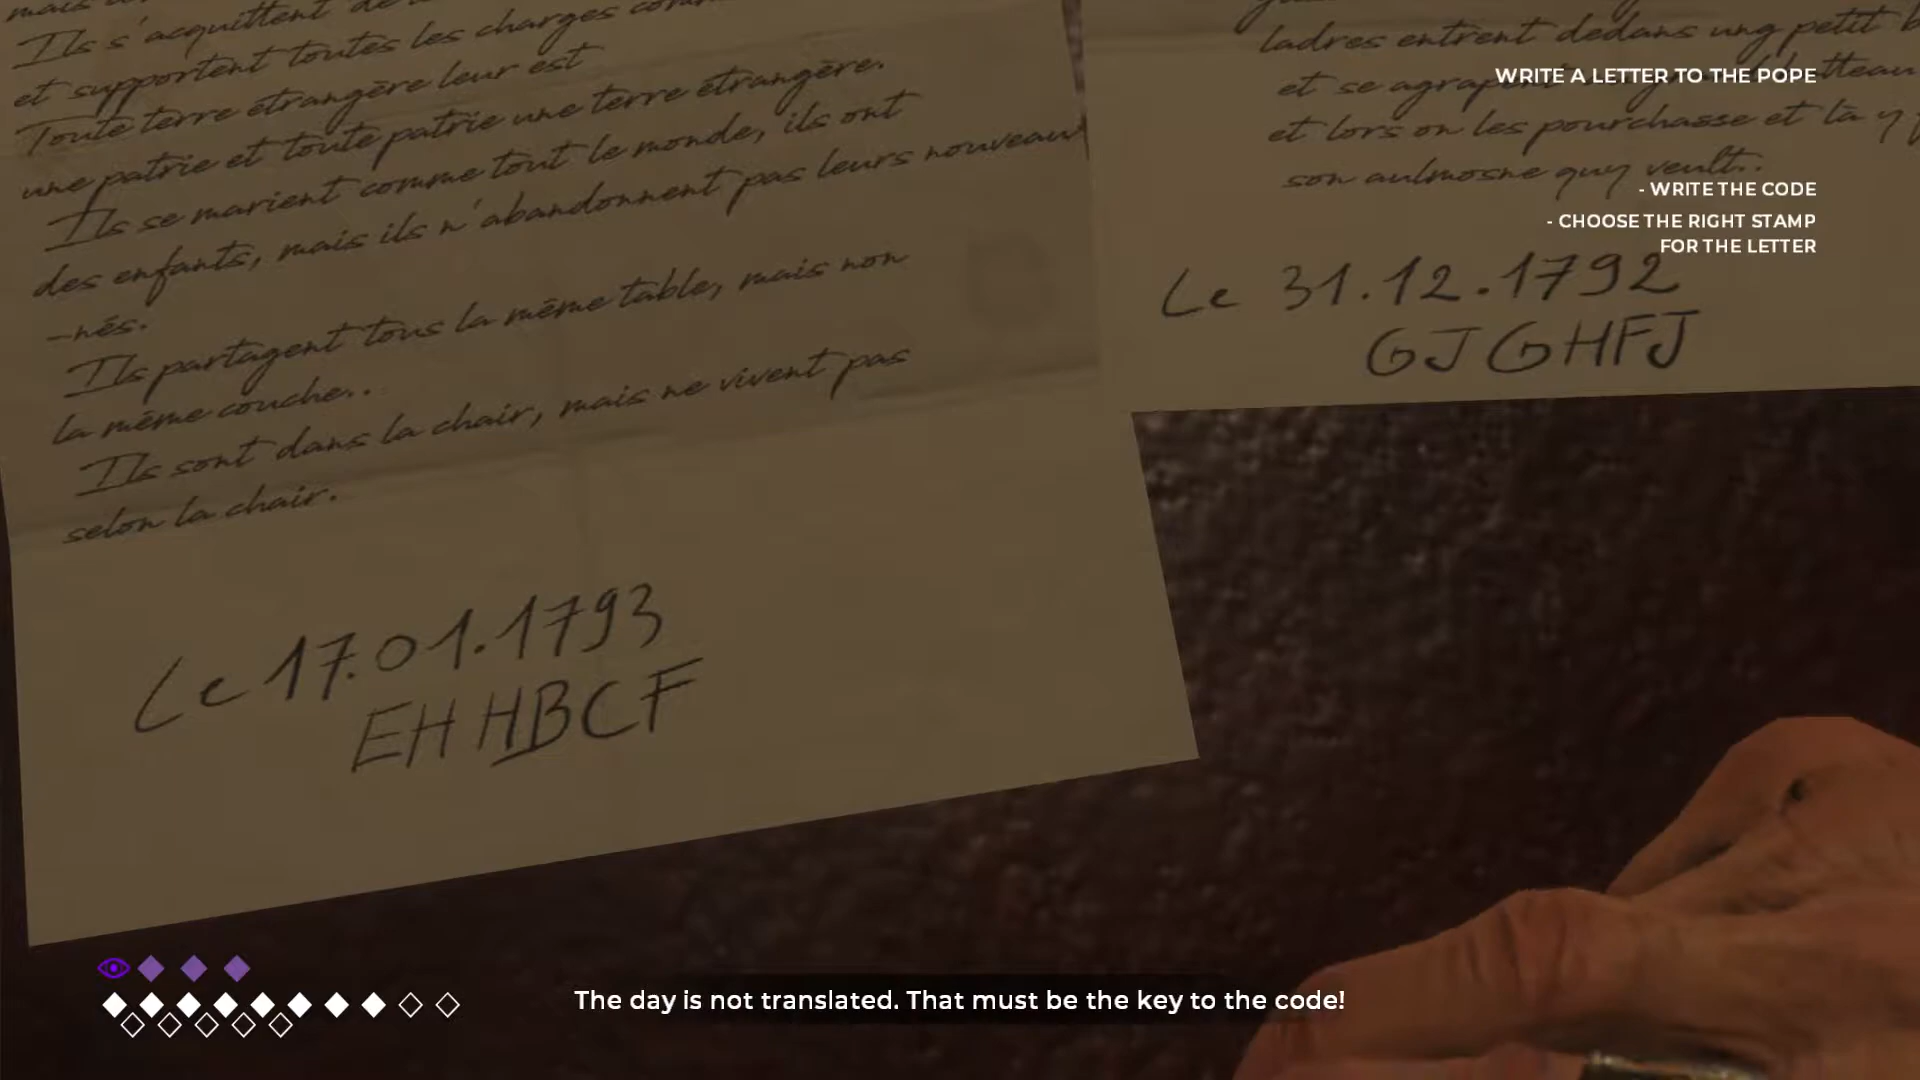 Ils s'acquittent de
et supportent toutes les charges
Toute terre étrangère leur est
une patrie et toute patrie une terre étrangère.
Ils se marient comme tout le monde, ils ont
des enfants, mais ils n'abandonnent pas leurs nouveau
-nés.
Ils partagent tous la même table, mais non
la même couche..
Ils sont dans la chair, mais ne vivent pas
selon la chair.
Le 17.01.1793
EHHBCF
ladres entrent dedans ung petit
et se
et lors on les pourchasse et là y
son aulmosne quy veult.
Le 31.12.1792
GJGHFJ
WRITE A LETTER TO THE POPE
- WRITE THE CODE
- CHOOSE THE RIGHT STAMP
FOR THE LETTER
The day is not translated. That must be the key to the code!